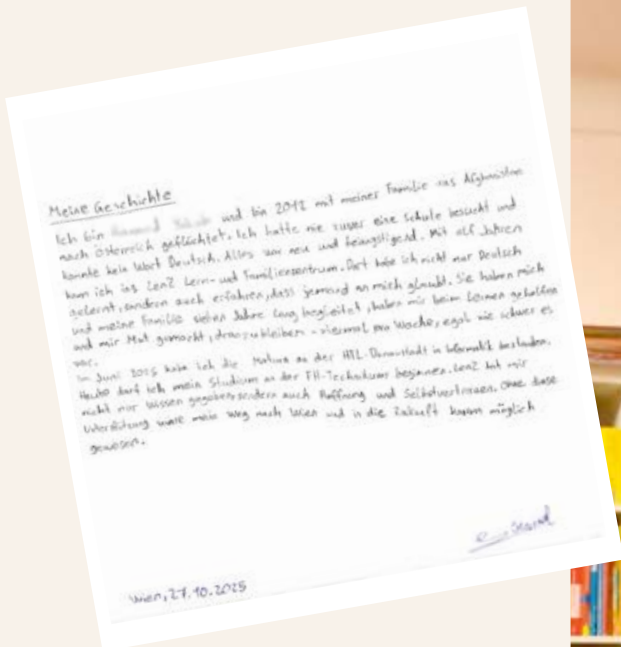 Meine Geschichte
Ich bin und bin 2012 mit meiner Familie aus Afghanistan
nach Österreich geflüchtet. Ich hatte nie zuvor eine Schule besucht und
konnte kein Wort Deutsch. Alles war neu und beängstigend. Mit elf Jahren
kam ich ins LenZ Lern- und Familienzentrum. Dort habe ich nicht nur Deutsch
gelernt, sondern auch erfahren, dass jemand an mich glaubt. Sie haben mich
und meine Familie sieben Jahre lang begleitet, haben mir beim Lernen geholfen
und mir Mut gemacht, dranzubleiben - viermal pro Woche, egal wie schwer es
war.
Im Juni 2025 habe ich die Matura an der HTL-Donaustadt in Informatik bestanden.
Heute darf ich mein Studium an der FH-Technikum beginnen. LenZ hat mir
nicht nur Wissen gegeben, sondern auch Hoffnung und Selbstvertrauen. Ohne diese
Unterstützung wäre mein Weg nach Wien und in die Zukunft kaum möglich
gewesen.
Wien, 27.10.2025